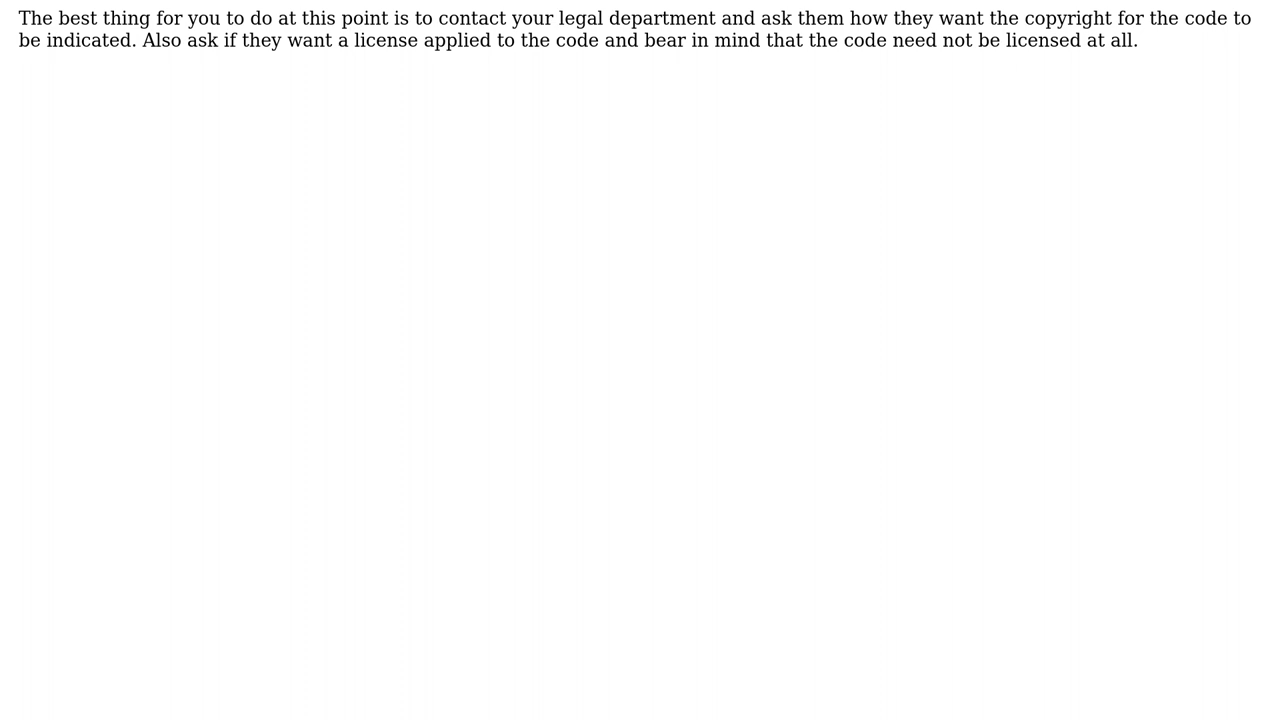 The best thing for you to do at this point is to contact your legal department and ask them how they want the copyright for the code to
be indicated. Also ask if they want a license applied to the code and bear in mind that the code need not be licensed at all.